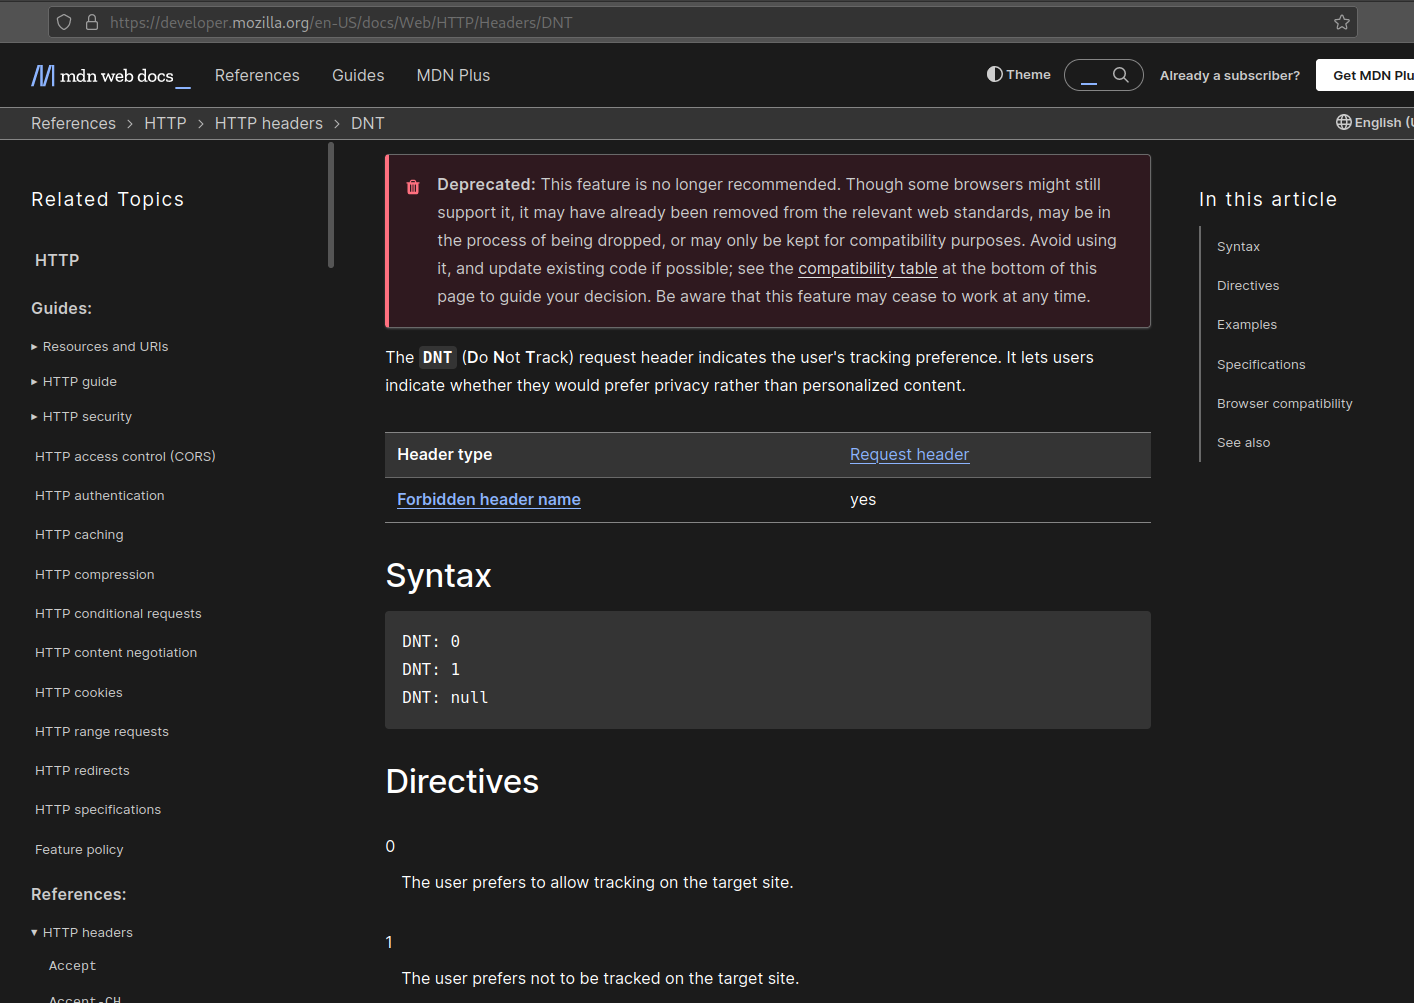 https://developer.mozilla.org/en-US/docs/Web/HTTP/Headers/DNT
mdn web docs_
References Guides MDN Plus
Theme
Already a subscriber?
Get MDN Plu
References > HTTP > HTTP headers > DNT
English (U
Related Topics
HTTP
Guides:
▸ Resources and URIs
▸ HTTP guide
▸ HTTP security
HTTP access control (CORS)
HTTP authentication
HTTP caching
HTTP compression
HTTP conditional requests
HTTP content negotiation
HTTP cookies
HTTP range requests
HTTP redirects
HTTP specifications
Feature policy
References:
▾ HTTP headers
Accept
Accept-CH
Deprecated: This feature is no longer recommended. Though some browsers might still
support it, it may have already been removed from the relevant web standards, may be in
the process of being dropped, or may only be kept for compatibility purposes. Avoid using
it, and update existing code if possible; see the compatibility table at the bottom of this
page to guide your decision. Be aware that this feature may cease to work at any time.
The DNT (Do Not Track) request header indicates the user's tracking preference. It lets users
indicate whether they would prefer privacy rather than personalized content.
Header type Request header
Forbidden header name yes
Syntax
DNT: 0
DNT: 1
DNT: null
Directives
0
The user prefers to allow tracking on the target site.
1
The user prefers not to be tracked on the target site.
In this article
Syntax
Directives
Examples
Specifications
Browser compatibility
See also